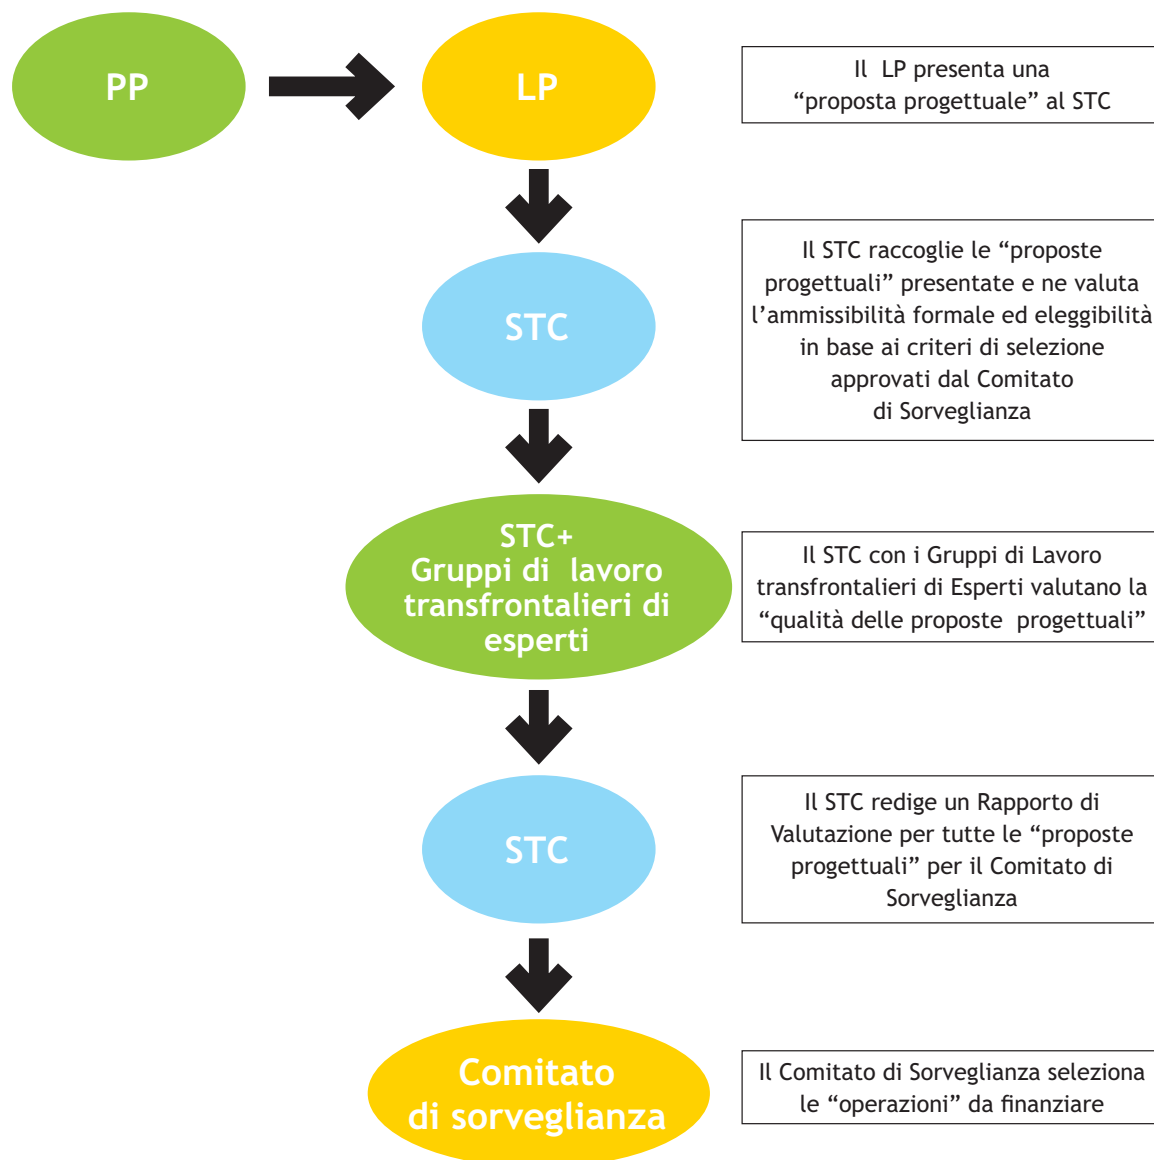 PP
LP
Il LP presenta una
“proposta progettuale” al STC
STC
Il STC raccoglie le “proposte
progettuali” presentate e ne valuta
l’ammissibilità formale ed eleggibilità
in base ai criteri di selezione
approvati dal Comitato
di Sorveglianza
STC+
Gruppi di lavoro
transfrontalieri di
esperti
Il STC con i Gruppi di Lavoro
transfrontalieri di Esperti valutano la
“qualità delle proposte progettuali”
STC
Il STC redige un Rapporto di
Valutazione per tutte le “proposte
progettuali” per il Comitato di
Sorveglianza
Comitato
di sorveglianza
Il Comitato di Sorveglianza seleziona
le “operazioni” da finanziare